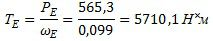 T_E = P_E / ω_E = 565,3 / 0,099 = 5710,1 Н×м